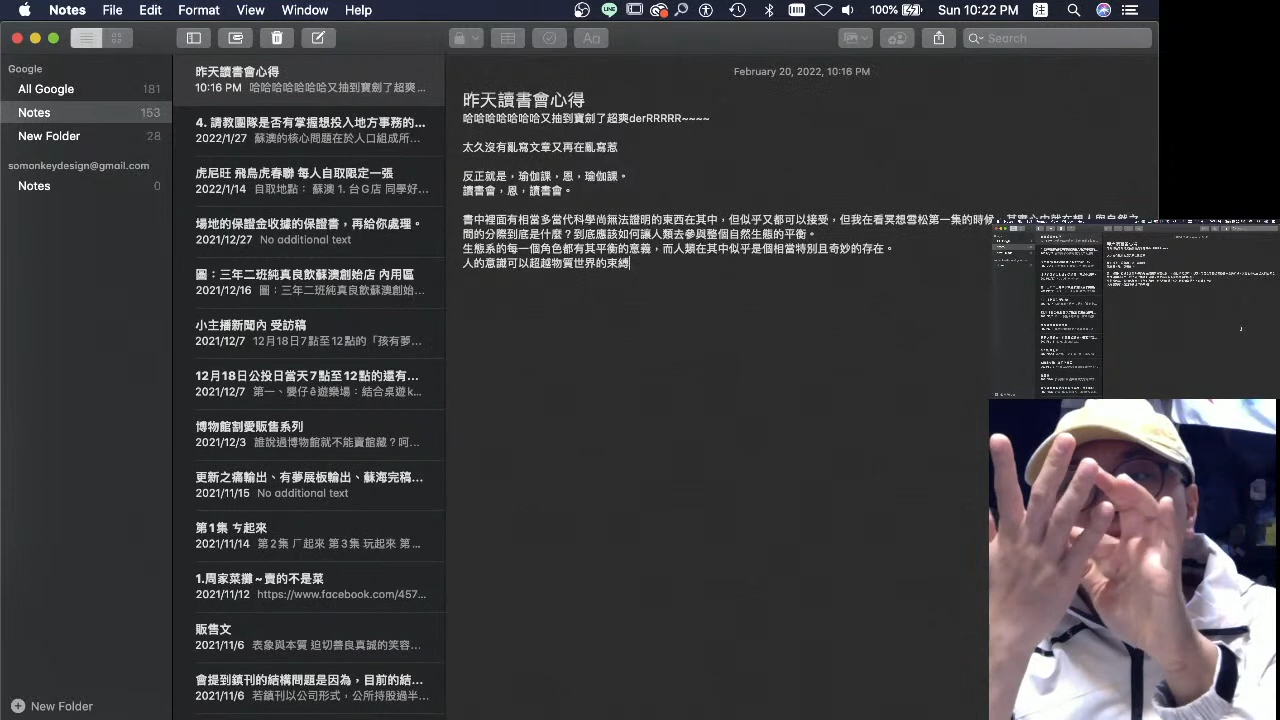 Notes File Edit Format View Window Help
100% Sun 10:22 PM 注
Search
Google
All Google 181
Notes 153
New Folder 28
somonkeydesign@gmail.com
Notes 0
New Folder
昨天讀書會心得
10:16 PM 哈哈哈哈哈哈哈又抽到寶劍了超爽...
4. 請教團隊是否有掌握想投入地方事務的...
2022/1/27 蘇澳的核心問題在於人口組成所...
虎尼旺 飛鳥虎春聯 每人自取限定一張
2022/1/14 自取地點： 蘇澳 1. 台G店 同學好...
場地的保證金收據的保證書，再給你處理。
2021/12/27 No additional text
圖：三年二班純真的歡蘇澳創始店 內用區
2021/12/16 圖：三年二班純真的歡蘇澳創始...
小主播新聞內 受訪稿
2021/12/7 12月18日7點至12點的「孩有夢...
12月18日公投日當天7點至12點的還有...
2021/12/7 第一、嬰仔ê遊樂場：結合桌遊k...
博物館割愛販售系列
2021/12/3 誰說過博物館就不能賣館藏？呵...
更新之痛輸出、有夢展板輸出、蘇海完稿...
2021/11/15 No additional text
第1集 ㄘ起來
2021/11/14 第２集 ㄏ起來 第３集 玩起來 第...
1.周家菜攤～賣的不是菜
2021/11/12 https://www.facebook.com/457...
販售文
2021/11/6 表象與本質 迫切善良真誠的笑容...
會提到鎮刊的結構問題是因為，目前的結...
2021/11/6 若鎮刊以公司形式，公所持股過半...
Aa
February 20, 2022, 10:16 PM
昨天讀書會心得
哈哈哈哈哈哈哈又抽到寶劍了超爽derRRRRR~~~~
太久沒有亂寫文章又再在亂寫惹
反正就是，瑜伽課，恩，瑜伽課。
讀書會，恩，讀書會。
書中裡面有相當多當代科學尚無法證明的東西在其中，但似乎又都可以接受，但我在看冥想雪松第一集的時候，其實心中就在想人與自然之
間的分際到底是什麼？到底應該如何讓人類去參與整個自然生態的平衡。
生態系的每一個角色都有其平衡的意義，而人類在其中似乎是個相當特別且奇妙的存在。
人的意識可以超越物質世界的束縛